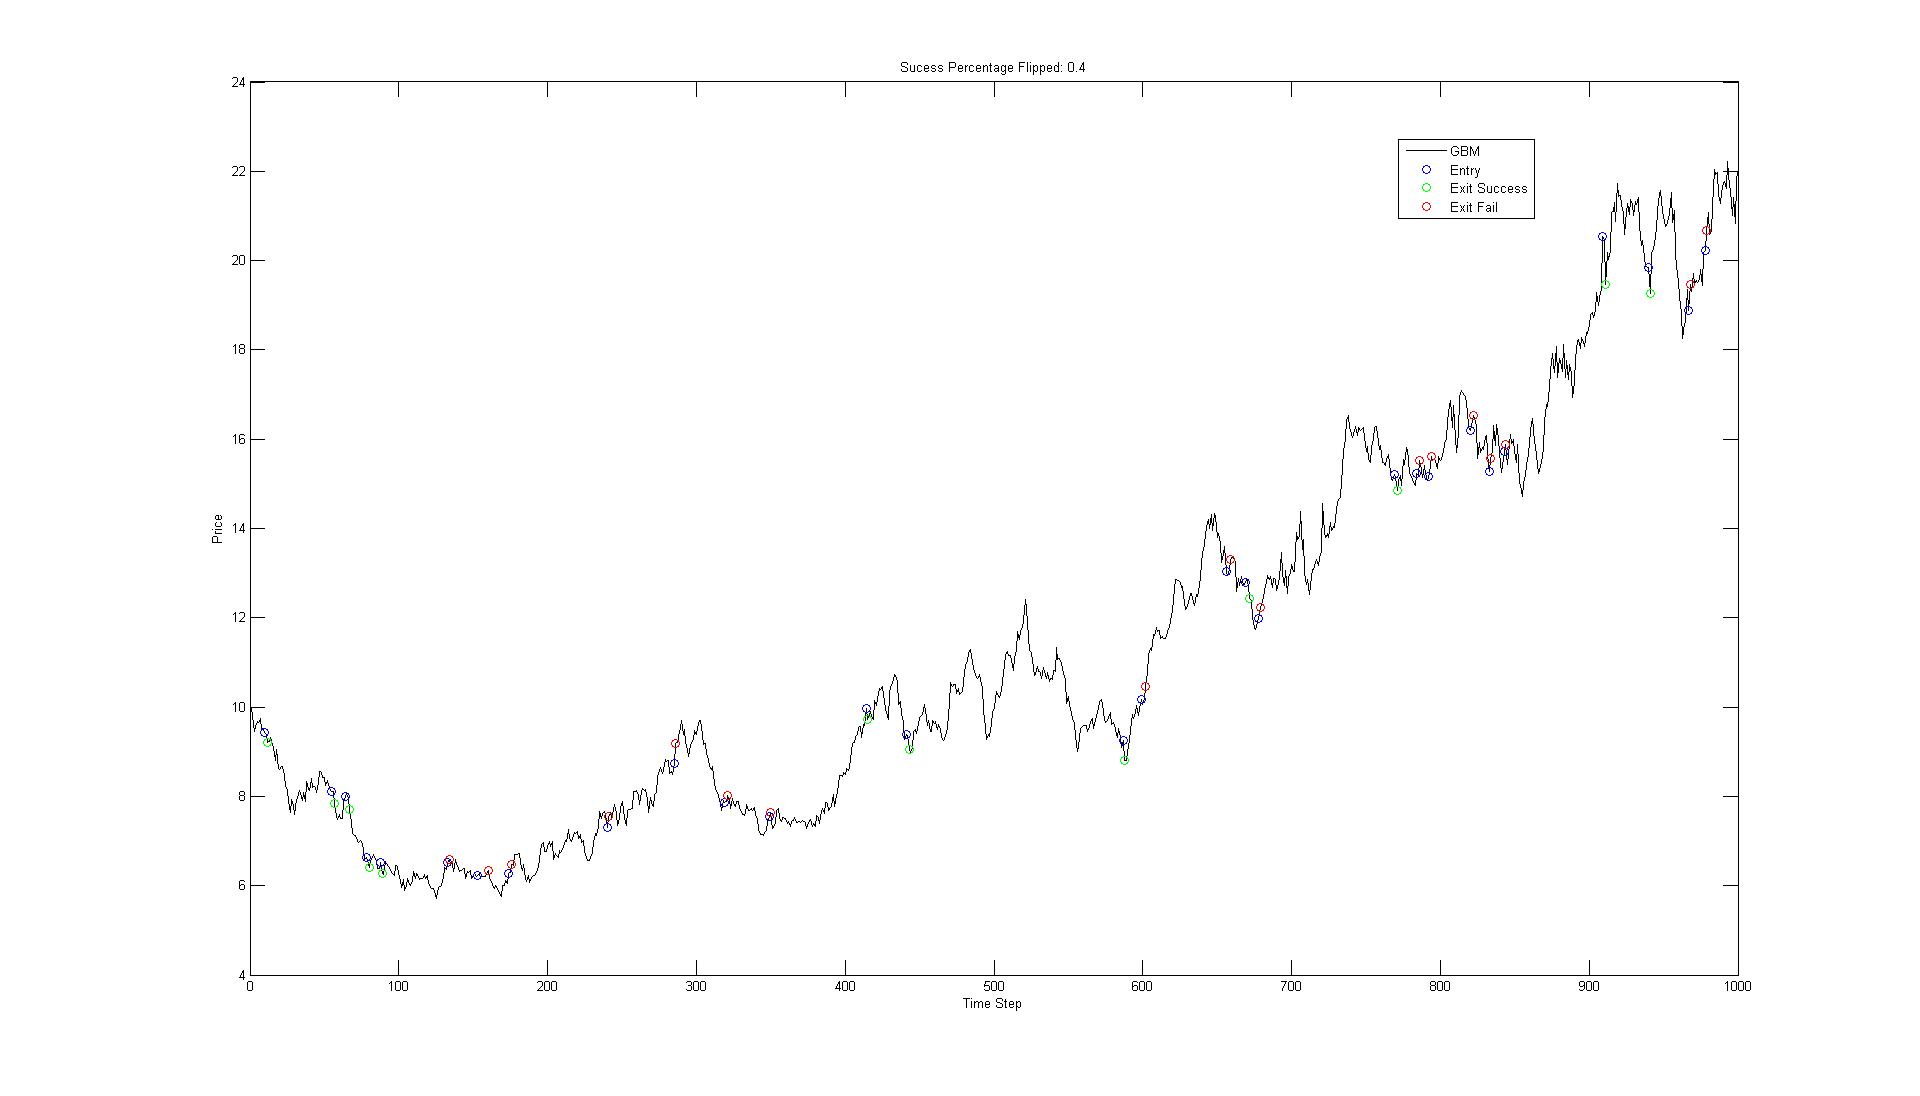 Sucess Percentage Flipped: 0.4
24
22
20
18
16
14
12
10
8
6
4
Price
GBM
Entry
Exit Success
Exit Fail
0 100 200 300 400 500 600 700 800 900 1000
Time Step